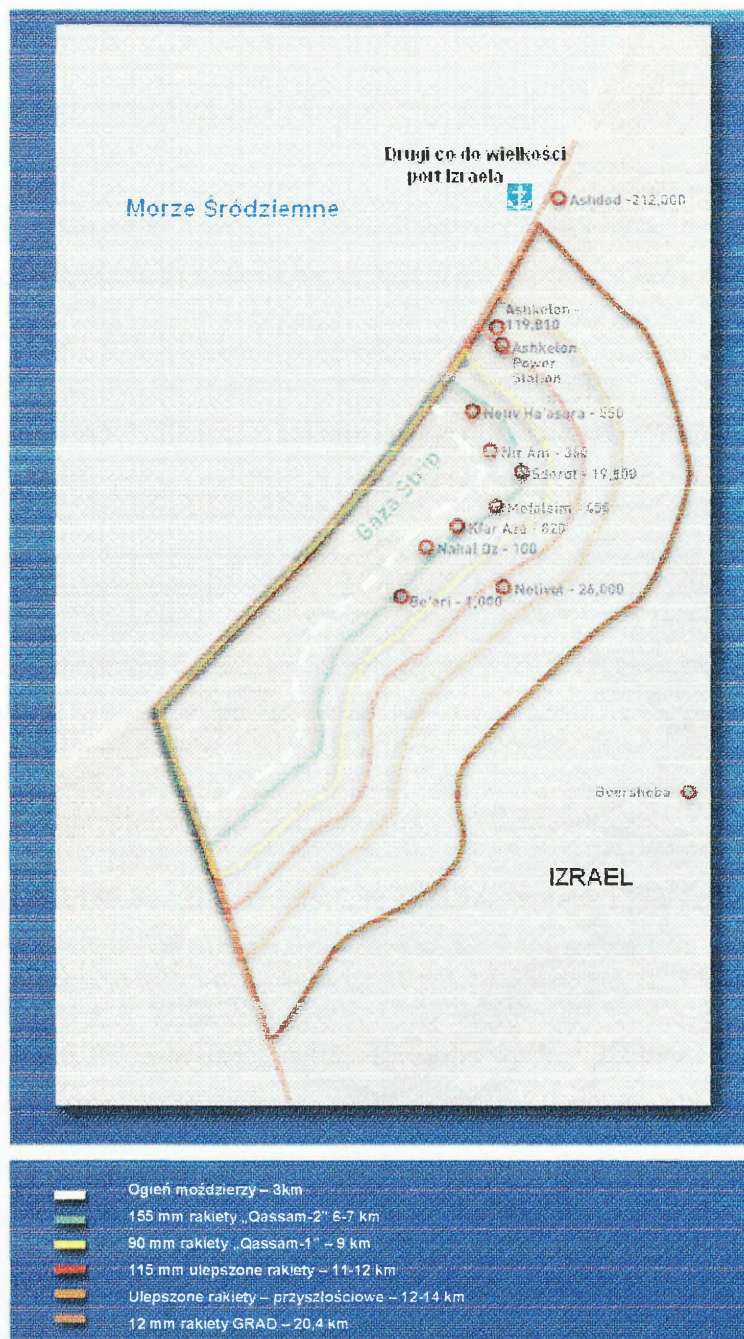 Drugi co do wielkości
port Izraela
Morze Śródziemne
Ashdod -212,000
Ashkelon -
119,810
Ashkelon
Power
Station
Netiv Ha'asara - 550
Nir Am - 360
Gaza Strip
Sderot - 19,800
Mefalsim - 650
Kfar Aza - 820
Nahal Oz - 100
Netivot - 26,000
Be'eri - 1,000
Beersheba
IZRAEL
Ogień moździerzy – 3km
155 mm rakiety „Qassam-2" 6-7 km
90 mm rakiety „Qassam-1" – 9 km
115 mm ulepszone rakiety – 11-12 km
Ulepszone rakiety – przyszłościowe – 12-14 km
12 mm rakiety GRAD – 20,4 km